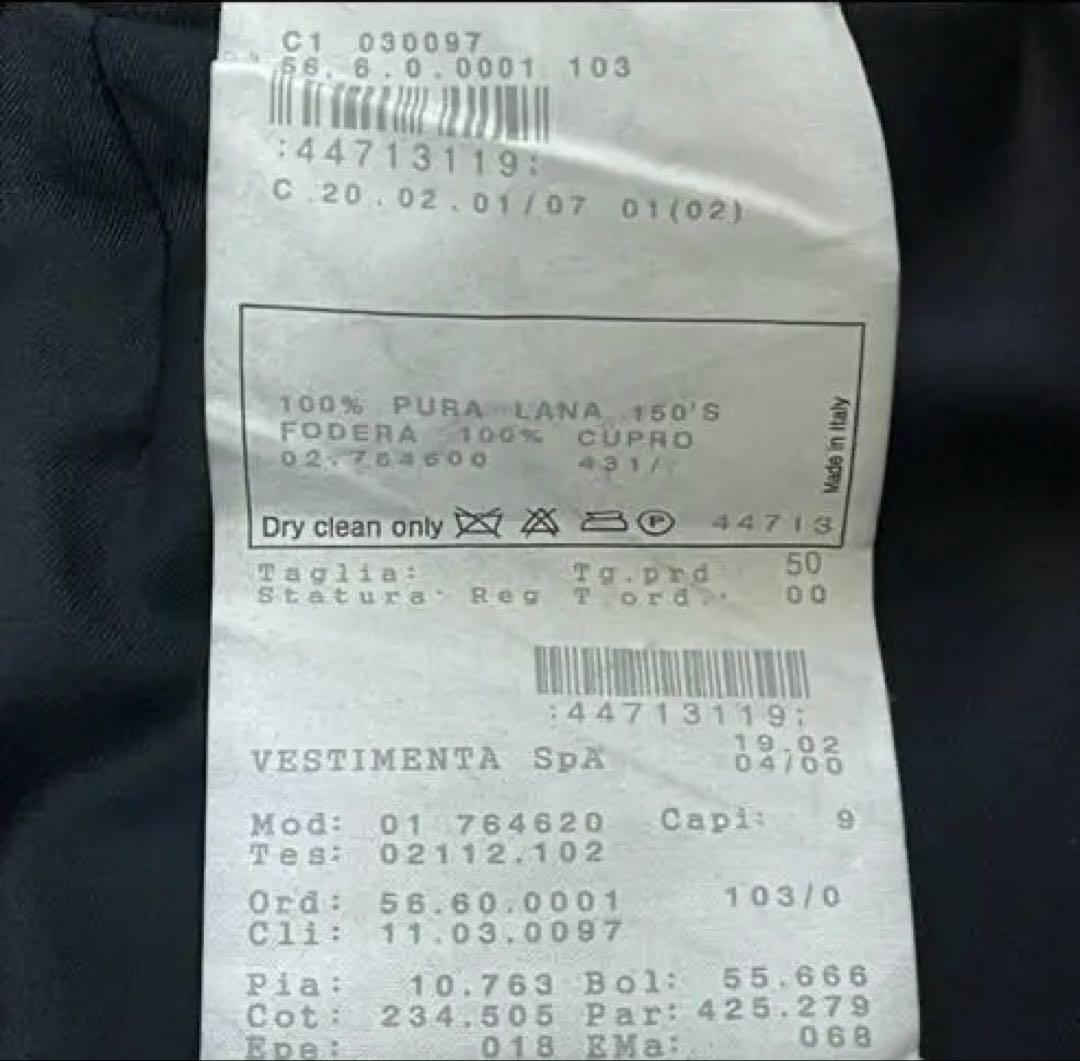 C1 030097
56. 6.0.0001 103
:44713119:
C.20.02.01/07 01(02)
100% PURA LANA 150'S
FODERA 100% CUPRO
02.764600 431/
Made in Italy
Dry clean only P 44713
Taglia: Tg.prd 50
Statura: Reg T.ord.. 00
:44713119:
19.02
VESTIMENTA SpA 04/00
Mod: 01 764620 Capi: 9
Tes: 02112.102
Ord: 56.60.0001 103/0
Cli: 11.03.0097
Pia: 10.763 Bol: 55.666
Cot: 234.505 Par: 425.279
Epe: 018 EMa: 068